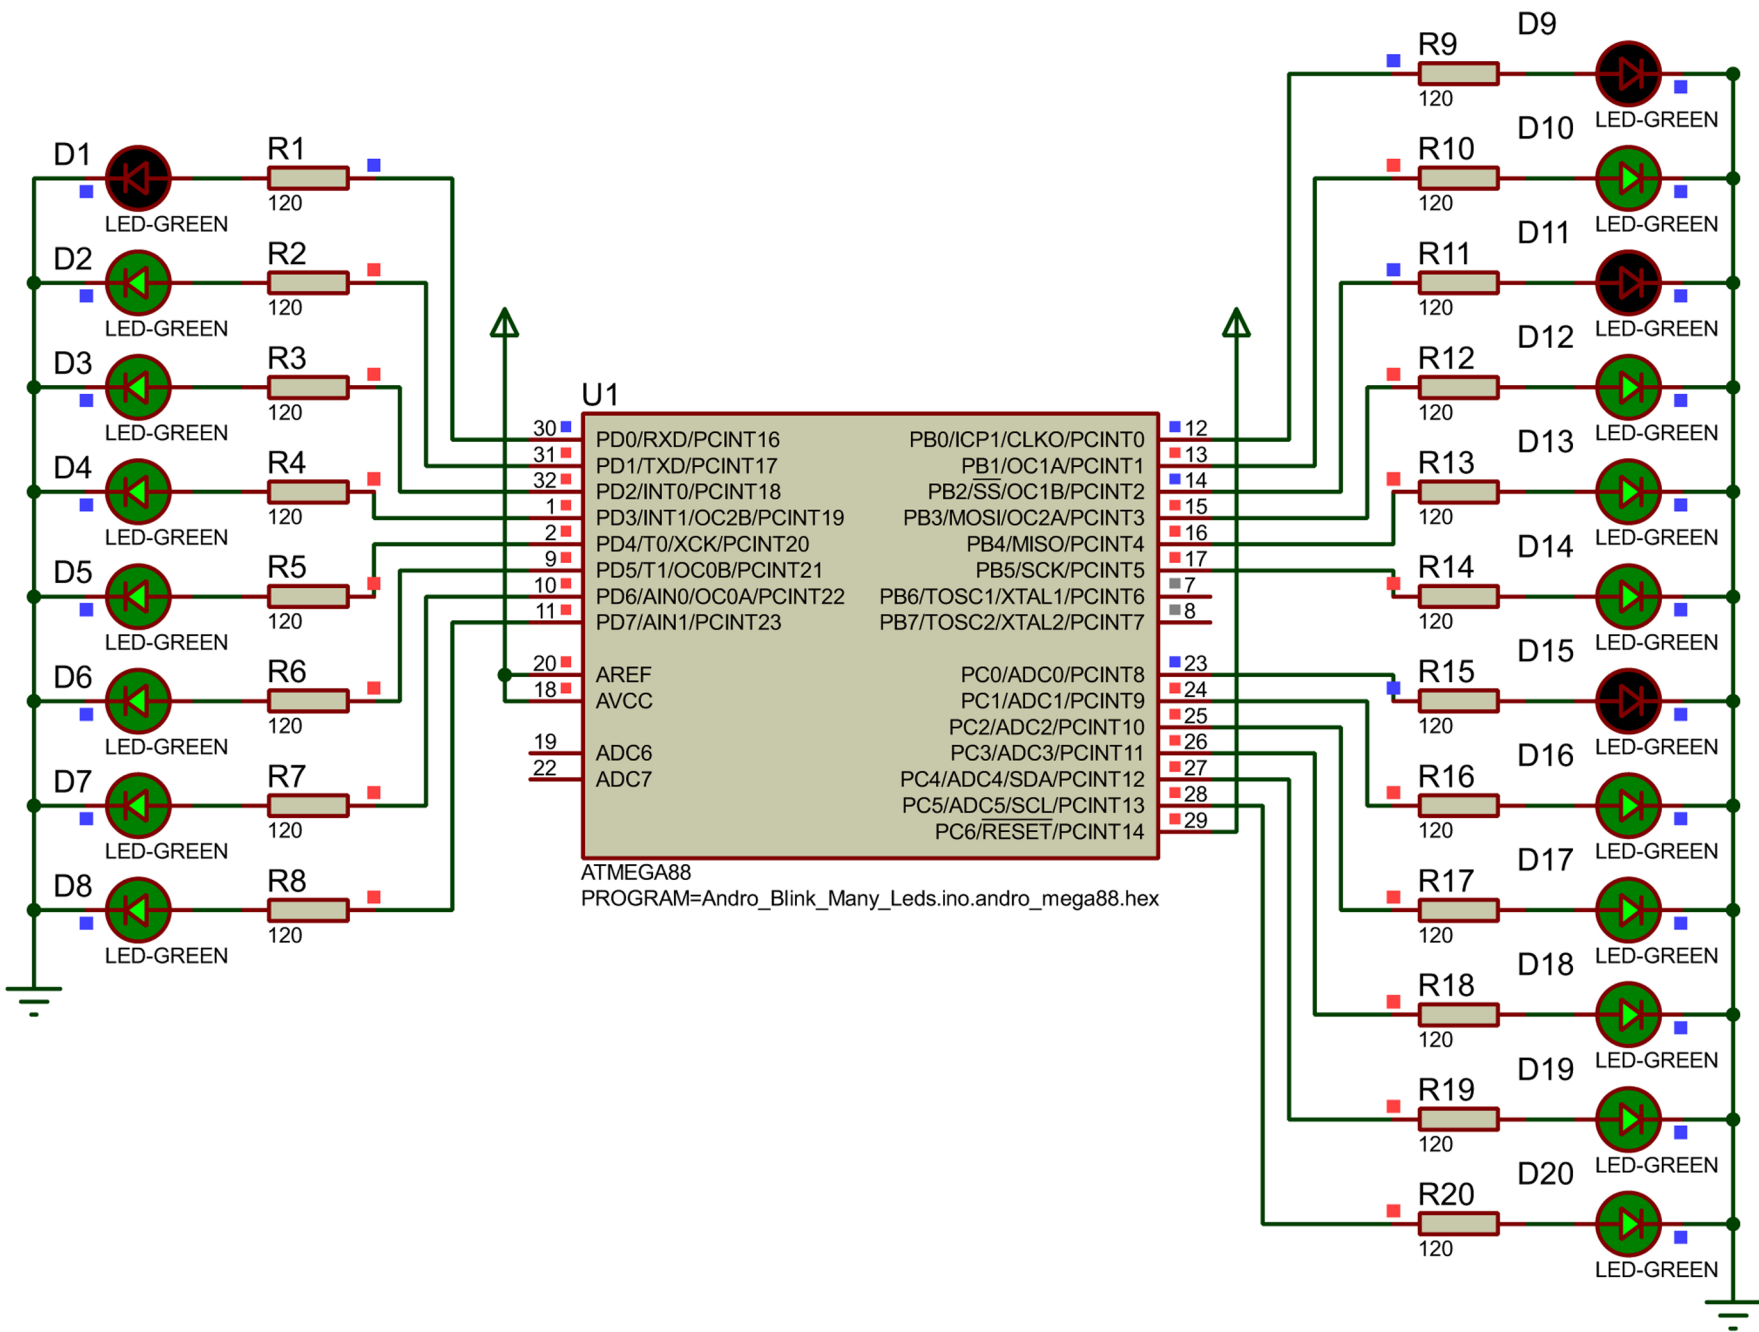 D1
R1
120
LED-GREEN
D2
R2
120
LED-GREEN
D3
R3
120
LED-GREEN
D4
R4
120
LED-GREEN
D5
R5
120
LED-GREEN
D6
R6
120
LED-GREEN
D7
R7
120
LED-GREEN
D8
R8
120
LED-GREEN
U1
30 PD0/RXD/PCINT16
31 PD1/TXD/PCINT17
32 PD2/INT0/PCINT18
1 PD3/INT1/OC2B/PCINT19
2 PD4/T0/XCK/PCINT20
9 PD5/T1/OC0B/PCINT21
10 PD6/AIN0/OC0A/PCINT22
11 PD7/AIN1/PCINT23
20 AREF
18 AVCC
19 ADC6
22 ADC7
PB0/ICP1/CLKO/PCINT0 12
PB1/OC1A/PCINT1 13
PB2/SS/OC1B/PCINT2 14
PB3/MOSI/OC2A/PCINT3 15
PB4/MISO/PCINT4 16
PB5/SCK/PCINT5 17
PB6/TOSC1/XTAL1/PCINT6 7
PB7/TOSC2/XTAL2/PCINT7 8
PC0/ADC0/PCINT8 23
PC1/ADC1/PCINT9 24
PC2/ADC2/PCINT10 25
PC3/ADC3/PCINT11 26
PC4/ADC4/SDA/PCINT12 27
PC5/ADC5/SCL/PCINT13 28
PC6/RESET/PCINT14 29
ATMEGA88
PROGRAM=Andro_Blink_Many_Leds.ino.andro_mega88.hex
D9
R9
120
LED-GREEN
D10
R10
120
LED-GREEN
D11
R11
120
LED-GREEN
D12
R12
120
LED-GREEN
D13
R13
120
LED-GREEN
D14
R14
120
LED-GREEN
D15
R15
120
LED-GREEN
D16
R16
120
LED-GREEN
D17
R17
120
LED-GREEN
D18
R18
120
LED-GREEN
D19
R19
120
LED-GREEN
D20
R20
120
LED-GREEN